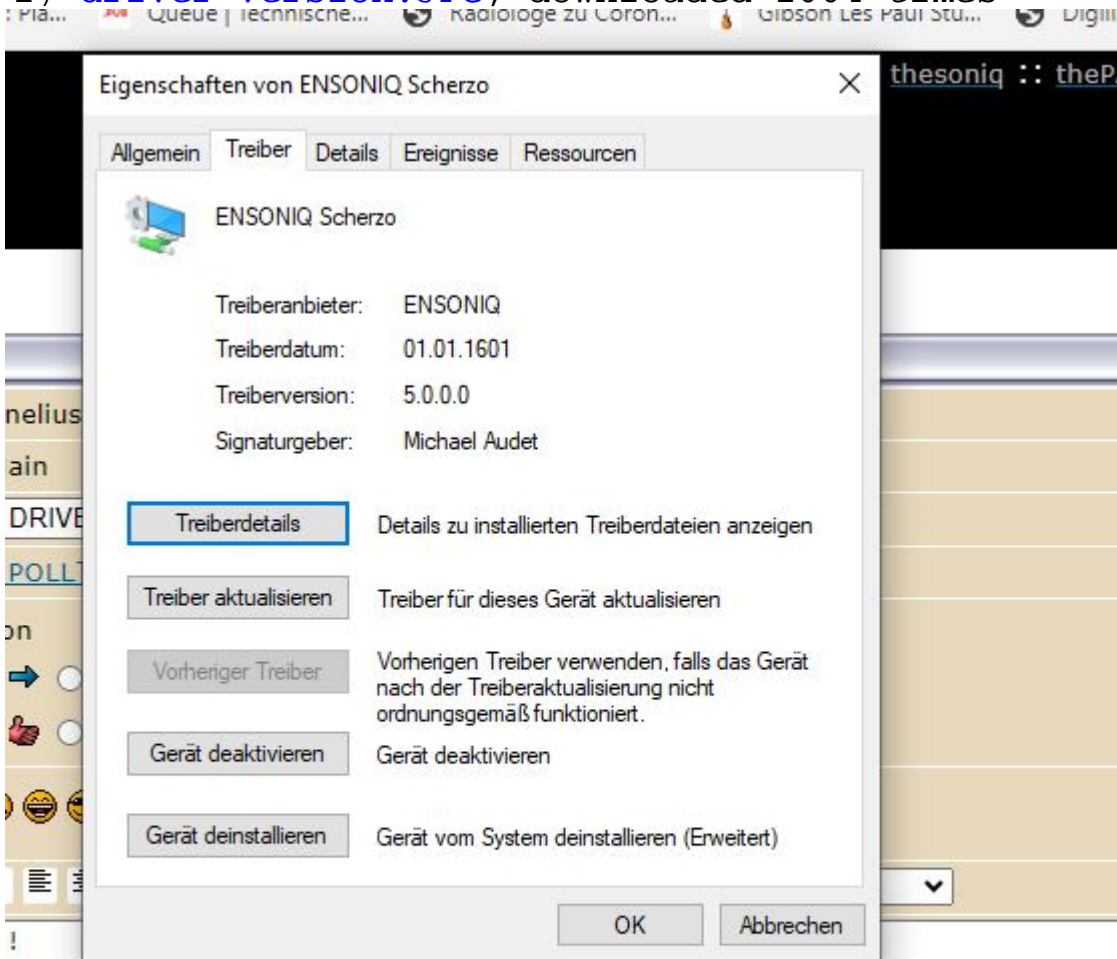 Queue | Technische... Radiologe zu Coron... Gibson Les Paul Stu...
Eigenschaften von ENSONIQ Scherzo
thesoniq :: theP
Allgemein Treiber Details Ereignisse Ressourcen
ENSONIQ Scherzo
Treiberanbieter: ENSONIQ
Treiberdatum: 01.01.1601
Treiberversion: 5.0.0.0
Signaturgeber: Michael Audet
nelius
ain
DRIVE
POLL
on
Treiberdetails Details zu installierten Treiberdateien anzeigen
Treiber aktualisieren Treiber für dieses Gerät aktualisieren
Vorheriger Treiber Vorherigen Treiber verwenden, falls das Gerät
nach der Treiberaktualisierung nicht
ordnungsgemäß funktioniert.
Gerät deaktivieren Gerät deaktivieren
Gerät deinstallieren Gerät vom System deinstallieren (Erweitert)
OK Abbrechen
!